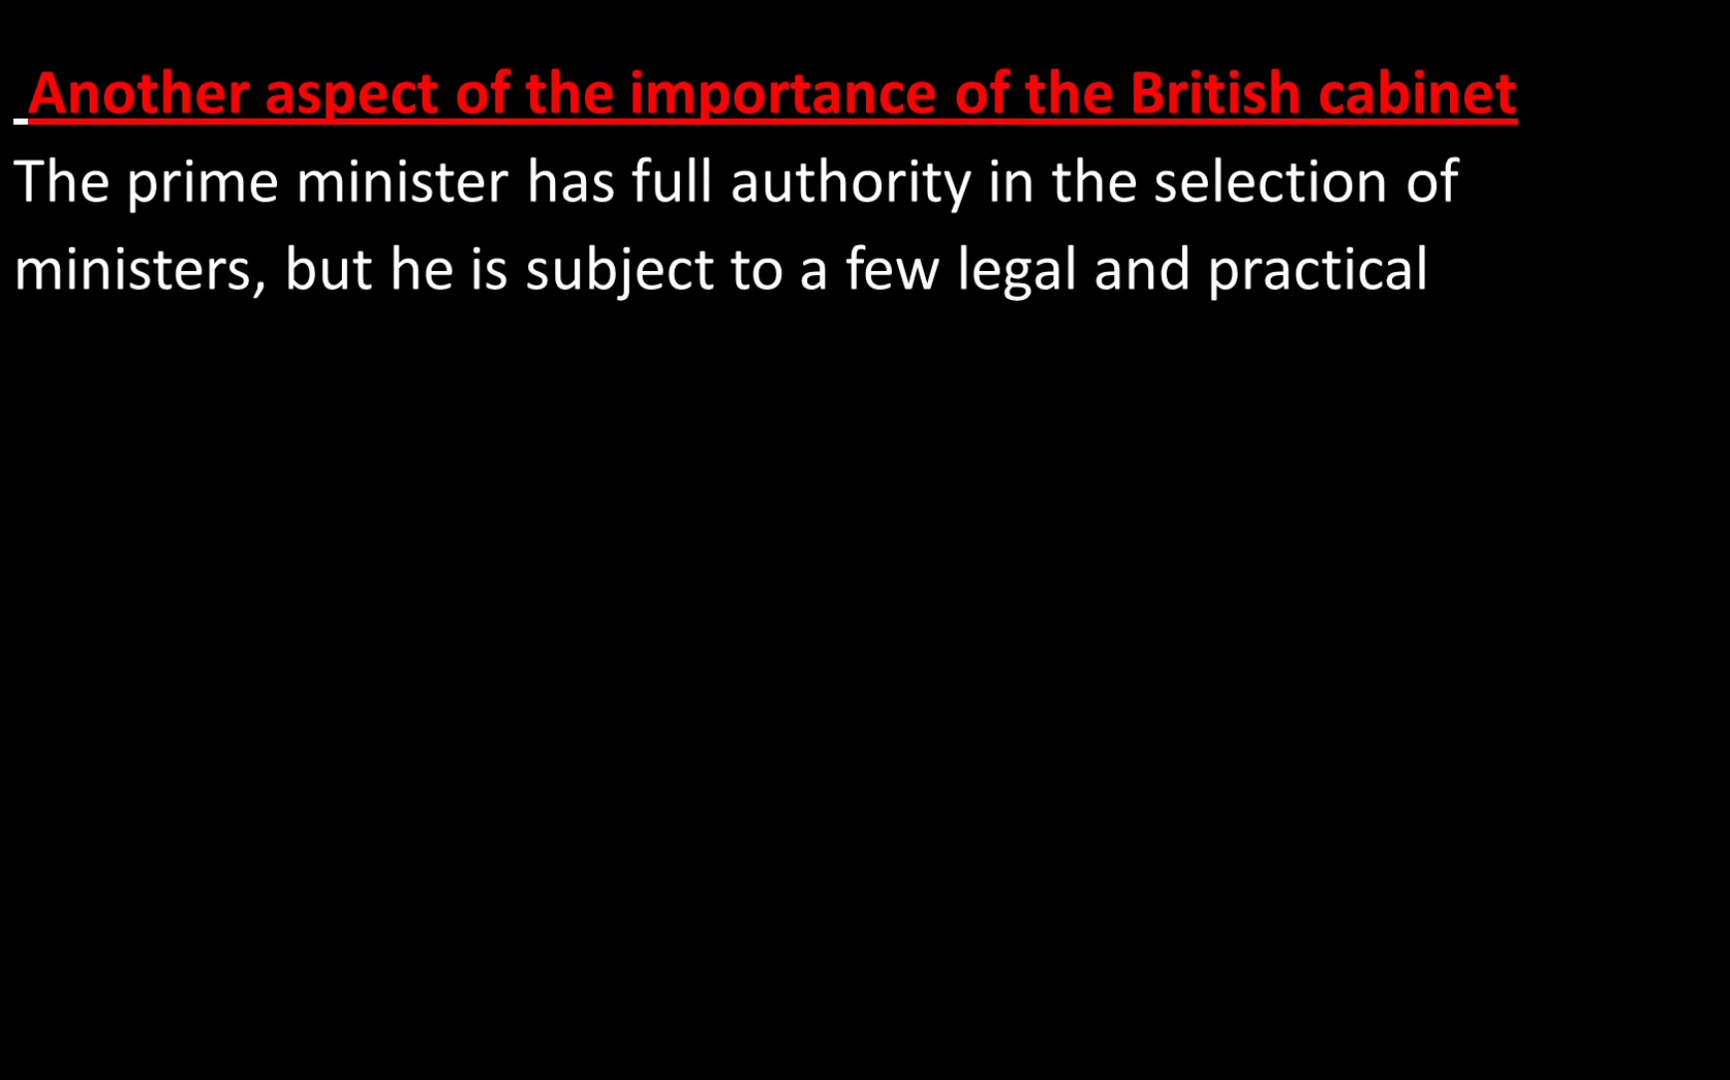 Another aspect of the importance of the British cabinet
The prime minister has full authority in the selection of
ministers, but he is subject to a few legal and practical